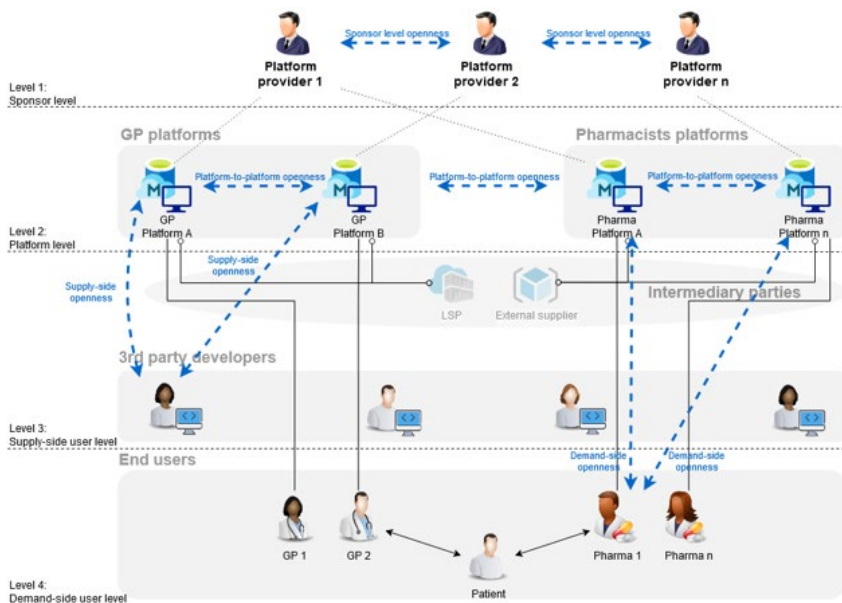 Sponsor level openness
Sponsor level openness
Platform
provider 1
Platform
provider 2
Platform
provider n
Level 1:
Sponsor level
GP platforms
Pharmacists platforms
M
M
M
M
Platform-to-platform openness
Platform-to-platform openness
Platform-to-platform openness
GP
Platform A
GP
Platform B
Pharma
Platform A
Pharma
Platform n
Level 2:
Platform level
Supply-side
openness
Supply-side
openness
LSP
External supplier
Intermediary parties
3rd party developers
Level 3:
Supply-side user level
End users
Demand-side
openness
Demand-side
openness
GP 1
GP 2
Patient
Pharma 1
Pharma n
Level 4:
Demand-side user level